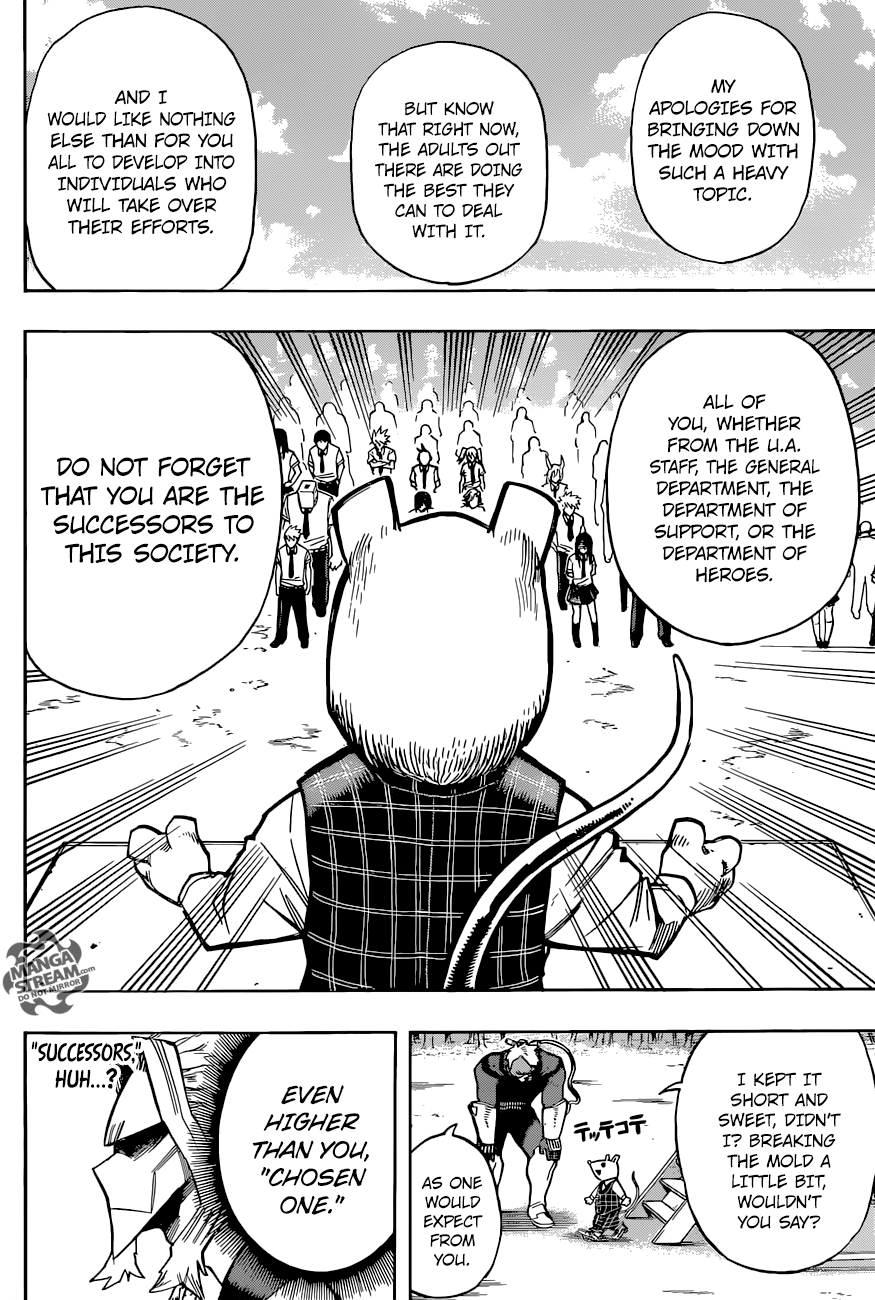 MY
APOLOGIES FOR
BRINGING DOWN
THE MOOD WITH
SUCH A HEAVY
TOPIC.
BUT KNOW
THAT RIGHT NOW,
THE ADULTS OUT
THERE ARE DOING
THE BEST THEY
CAN TO DEAL
WITH IT.
AND I
WOULD LIKE NOTHING
ELSE THAN FOR YOU
ALL TO DEVELOP INTO
INDIVIDUALS WHO
WILL TAKE OVER
THEIR EFFORTS.
ALL OF
YOU, WHETHER
FROM THE U.A.
STAFF, THE GENERAL
DEPARTMENT, THE
DEPARTMENT OF
SUPPORT, OR THE
DEPARTMENT OF
HEROES.
DO NOT FORGET
THAT YOU ARE THE
SUCCESSORS TO
THIS SOCIETY.
MANGA
STREAM.com
DO NOT MIRROR
I KEPT IT
SHORT AND
SWEET, DIDN'T
I? BREAKING
THE MOLD A
LITTLE BIT,
WOULDN'T
YOU SAY?
テッテコテ
AS ONE
WOULD
EXPECT
FROM
YOU.
EVEN
HIGHER
THAN YOU,
"CHOSEN
ONE."
"SUCCESSORS,"
HUH...?